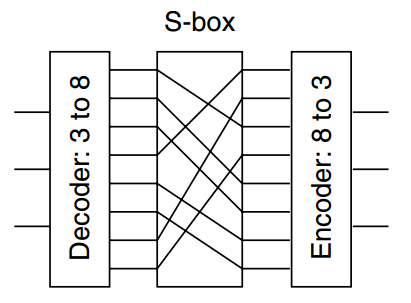 S-box
Decoder: 3 to 8
Encoder: 8 to 3